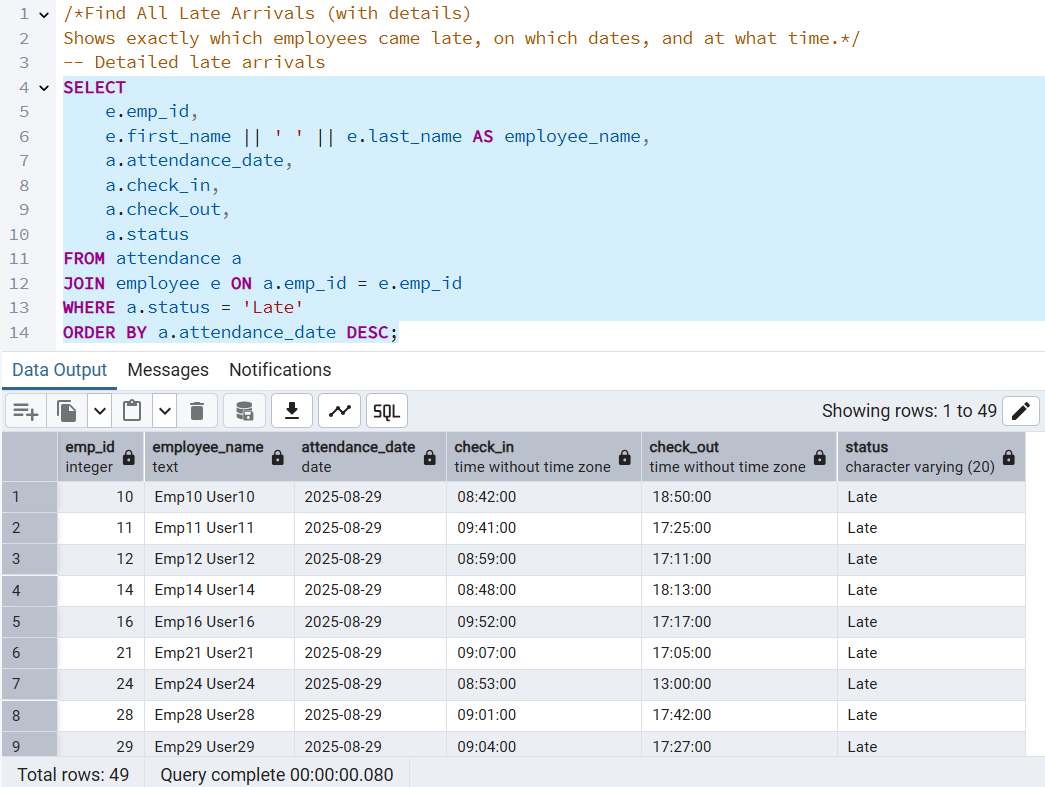 1 /*Find All Late Arrivals (with details)
2 Shows exactly which employees came late, on which dates, and at what time.*/
3 -- Detailed late arrivals
4 SELECT
5 e.emp_id,
6 e.first_name || ' ' || e.last_name AS employee_name,
7 a.attendance_date,
8 a.check_in,
9 a.check_out,
10 a.status
11 FROM attendance a
12 JOIN employee e ON a.emp_id = e.emp_id
13 WHERE a.status = 'Late'
14 ORDER BY a.attendance_date DESC;
Data Output Messages Notifications
SQL Showing rows: 1 to 49
emp_id employee_name attendance_date check_in check_out status
integer text date time without time zone time without time zone character varying (20)
1 10 Emp10 User10 2025-08-29 08:42:00 18:50:00 Late
2 11 Emp11 User11 2025-08-29 09:41:00 17:25:00 Late
3 12 Emp12 User12 2025-08-29 08:59:00 17:11:00 Late
4 14 Emp14 User14 2025-08-29 08:48:00 18:13:00 Late
5 16 Emp16 User16 2025-08-29 09:52:00 17:17:00 Late
6 21 Emp21 User21 2025-08-29 09:07:00 17:05:00 Late
7 24 Emp24 User24 2025-08-29 08:53:00 13:00:00 Late
8 28 Emp28 User28 2025-08-29 09:01:00 17:42:00 Late
9 29 Emp29 User29 2025-08-29 09:04:00 17:27:00 Late
Total rows: 49 Query complete 00:00:00.080